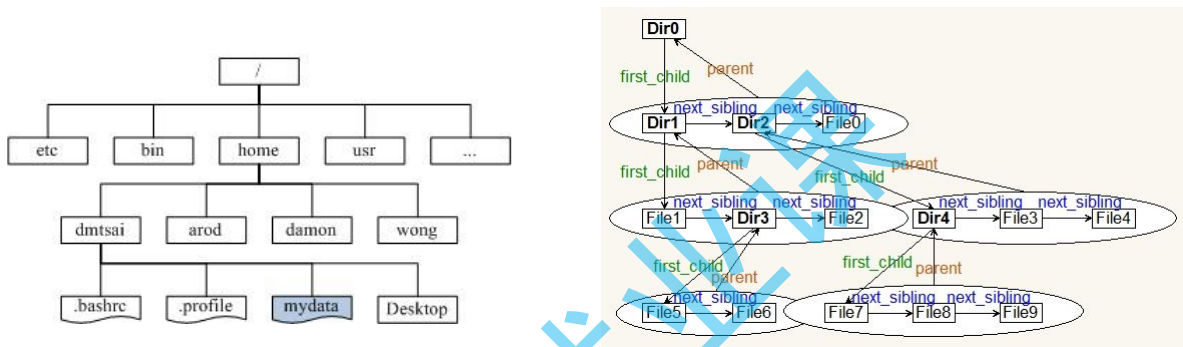 /
etc bin home usr ...
dmtsai arod damon wong
.bashrc .profile mydata Desktop
Dir0
first_child parent
next_sibling next_sibling
Dir1 Dir2 File0
first_child parent first_child parent
next_sibling next_sibling next_sibling next_sibling
File1 Dir3 File2 Dir4 File3 File4
first_child parent first_child parent
next_sibling next_sibling next_sibling
File5 File6 File7 File8 File9
业课